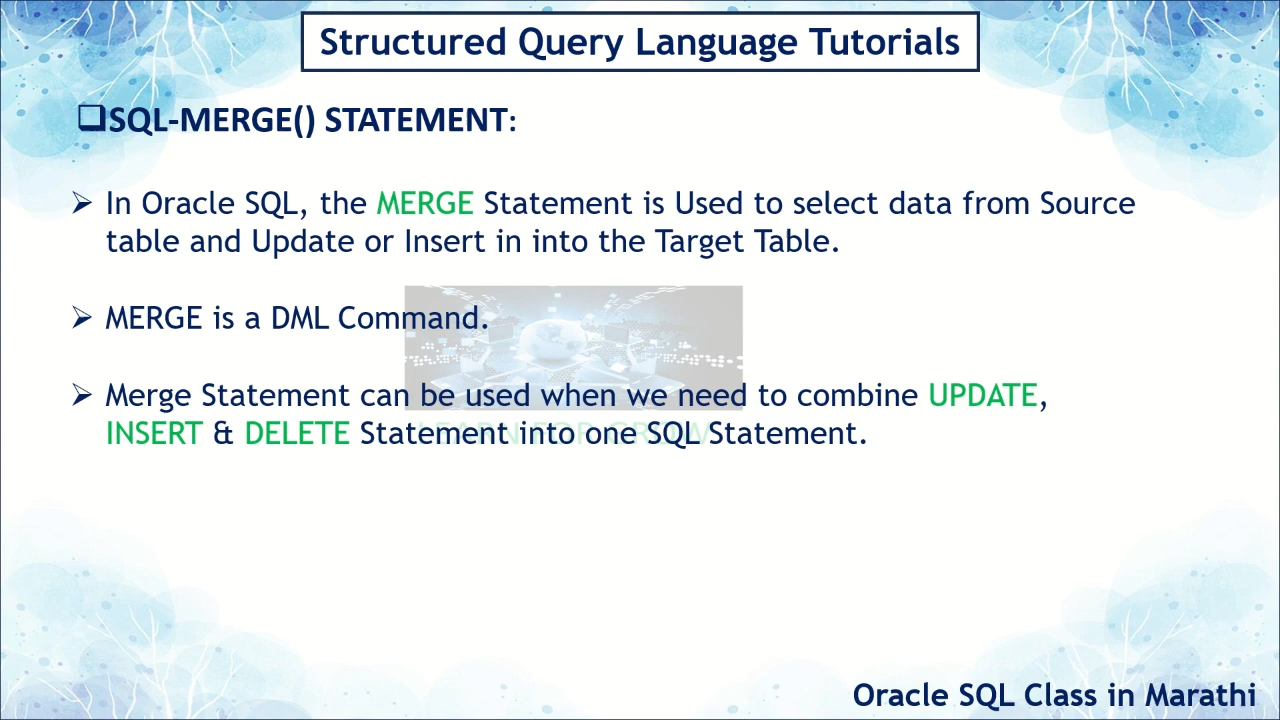 Structured Query Language Tutorials
❑SQL-MERGE() STATEMENT:
➢ In Oracle SQL, the MERGE Statement is Used to select data from Source
table and Update or Insert in into the Target Table.
➢ MERGE is a DML Command.
➢ Merge Statement can be used when we need to combine UPDATE,
INSERT & DELETE Statement into one SQL Statement.
Oracle SQL Class in Marathi